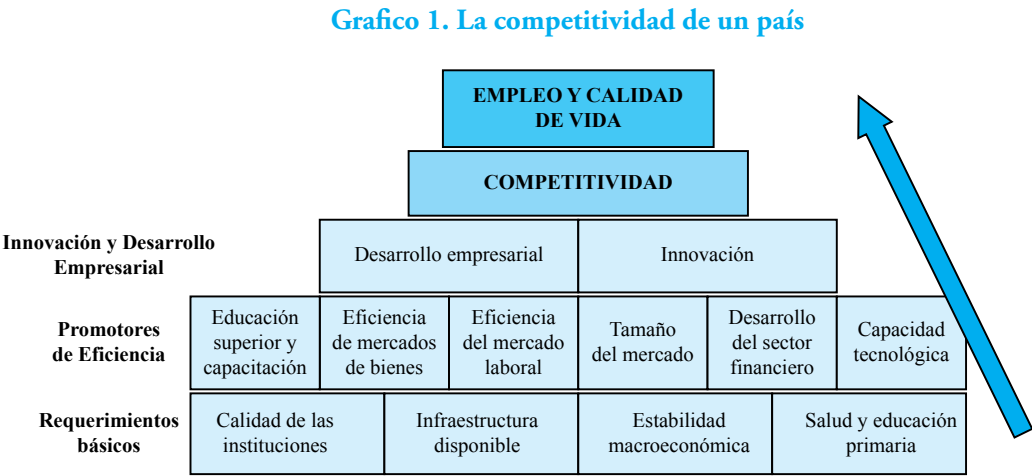 Grafico 1. La competitividad de un país
EMPLEO Y CALIDAD
DE VIDA
COMPETITIVIDAD
Innovación y Desarrollo
Empresarial
Desarrollo empresarial
Innovación
Promotores
de Eficiencia
Educación
superior y
capacitación
Eficiencia
de mercados
de bienes
Eficiencia
del mercado
laboral
Tamaño
del mercado
Desarrollo
del sector
financiero
Capacidad
tecnológica
Requerimientos
básicos
Calidad de las
instituciones
Infraestructura
disponible
Estabilidad
macroeconómica
Salud y educación
primaria